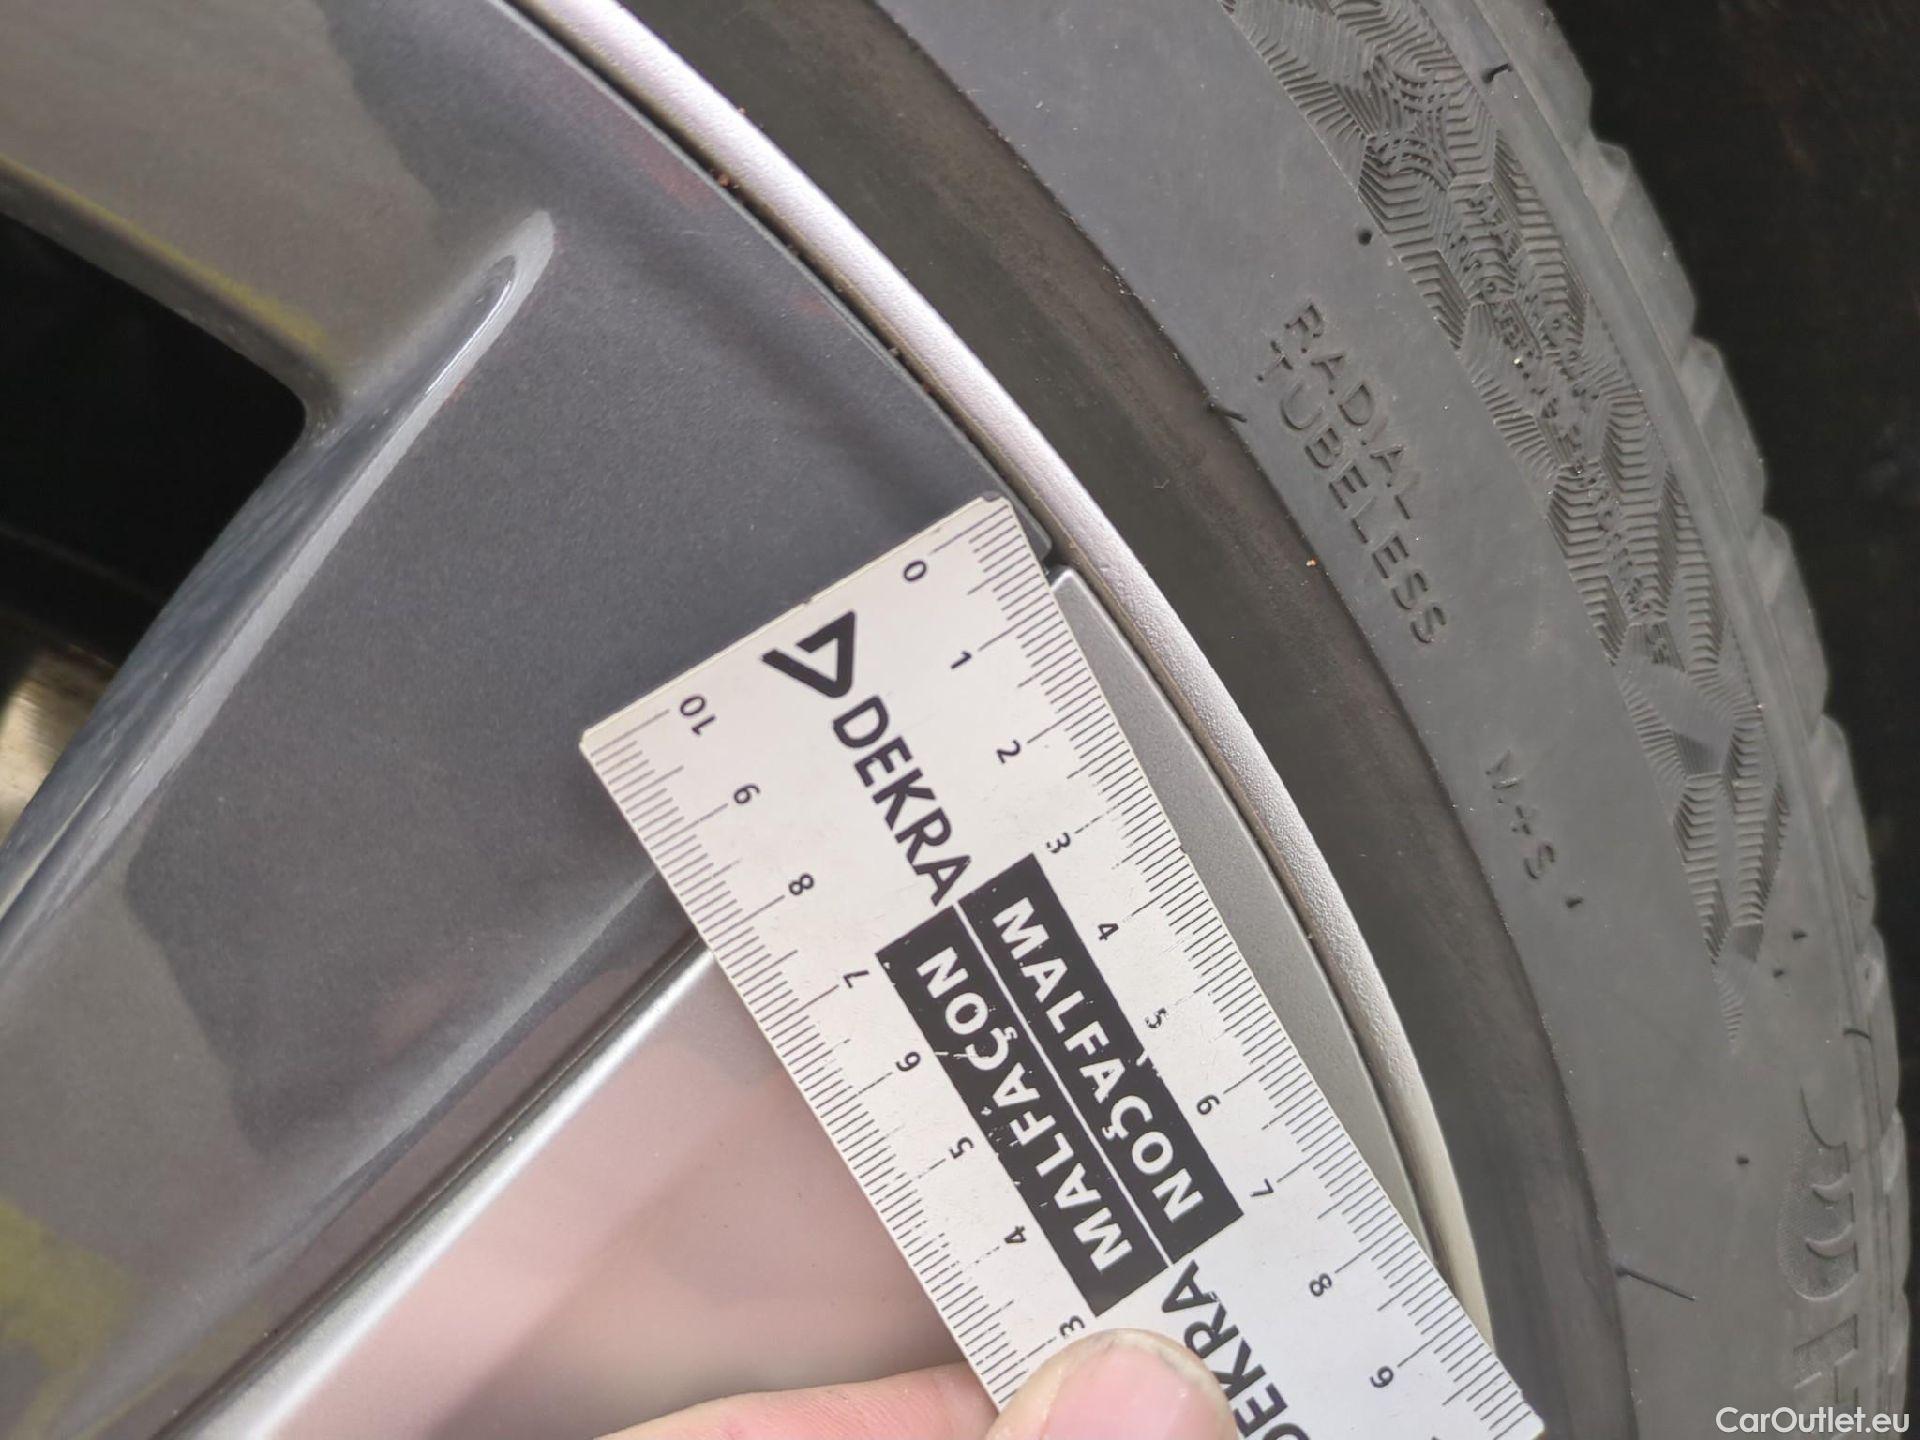 RADIAL
TUBELESS
M+S
0 1 2 3 4 5 6 7 8 9
DEKRA
MALFAÇON
MALFAÇON
DEKRA
10 9 8 7 6 5 4 3
CarOutlet.eu